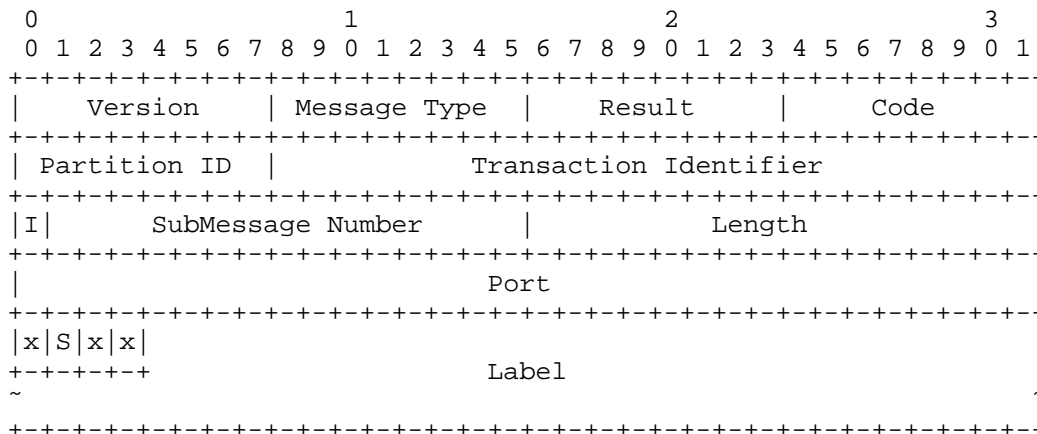 0                   1                   2                   3
 0 1 2 3 4 5 6 7 8 9 0 1 2 3 4 5 6 7 8 9 0 1 2 3 4 5 6 7 8 9 0 1
+-+-+-+-+-+-+-+-+-+-+-+-+-+-+-+-+-+-+-+-+-+-+-+-+-+-+-+-+-+-+-+-
|    Version    | Message Type  |    Result     |     Code
+-+-+-+-+-+-+-+-+-+-+-+-+-+-+-+-+-+-+-+-+-+-+-+-+-+-+-+-+-+-+-+-
| Partition ID  |            Transaction Identifier
+-+-+-+-+-+-+-+-+-+-+-+-+-+-+-+-+-+-+-+-+-+-+-+-+-+-+-+-+-+-+-+-
|I|      SubMessage Number      |           Length
+-+-+-+-+-+-+-+-+-+-+-+-+-+-+-+-+-+-+-+-+-+-+-+-+-+-+-+-+-+-+-+-
|                             Port
+-+-+-+-+-+-+-+-+-+-+-+-+-+-+-+-+-+-+-+-+-+-+-+-+-+-+-+-+-+-+-+-
|x|S|x|x|
+-+-+-+-+                     Label
~                                                               ~
+-+-+-+-+-+-+-+-+-+-+-+-+-+-+-+-+-+-+-+-+-+-+-+-+-+-+-+-+-+-+-+-